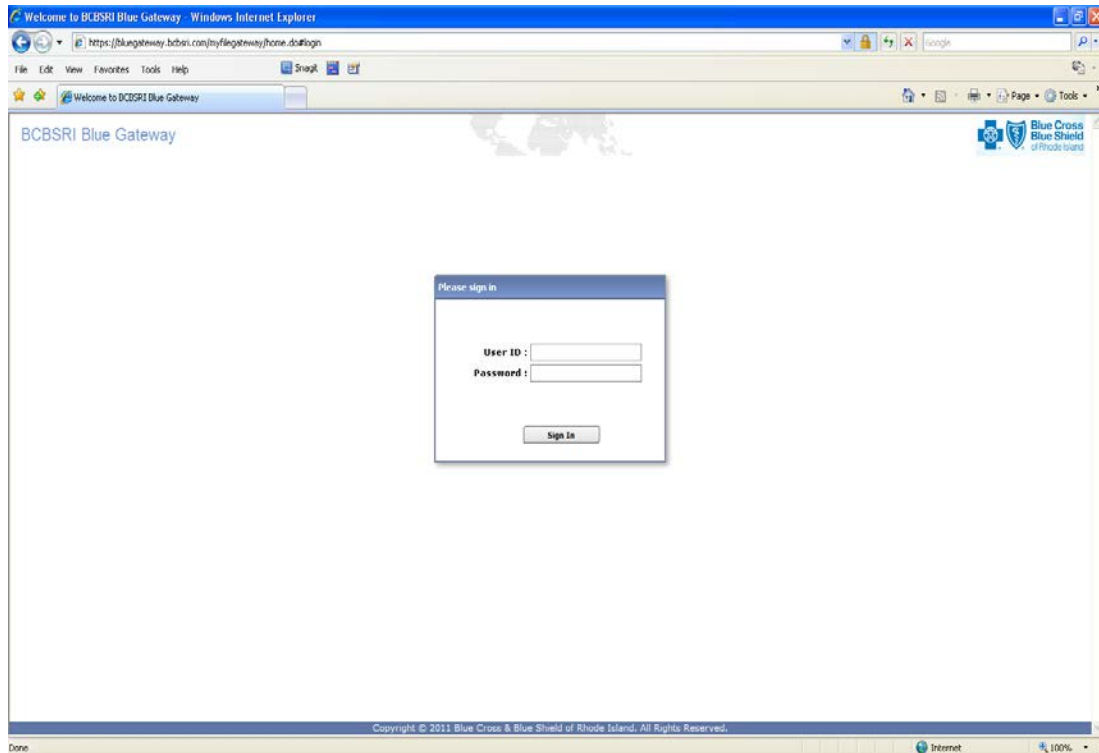 Welcome to BCBSRI Blue Gateway - Windows Internet Explorer
https://bluegateway.bcbsri.com/myfilegateway/home.do#login
Google
File Edit View Favorites Tools Help
SnagIt
Welcome to BCBSRI Blue Gateway
Page
Tools
BCBSRI Blue Gateway
Blue Cross
Blue Shield
of Rhode Island
Please sign in
User ID :
Password :
Sign In
Copyright © 2011 Blue Cross & Blue Shield of Rhode Island. All Rights Reserved.
Done
Internet
100%